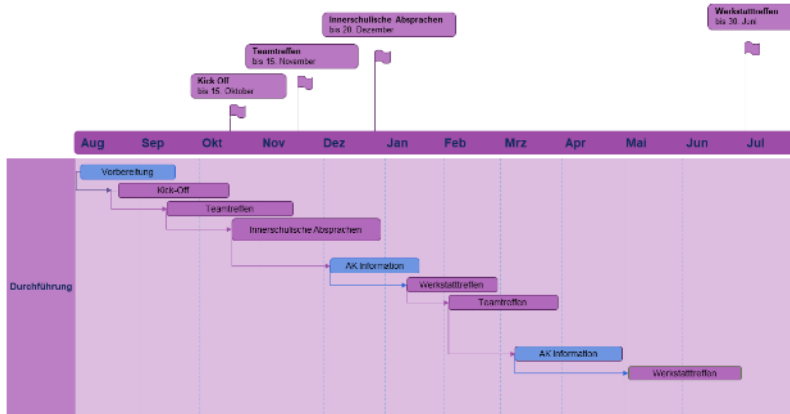 Innerschulische Absprachen
bis 20. Dezember
Werkstatttreffen
bis 30. Juni
Teamtreffen
bis 15. November
Kick Off
bis 15. Oktober
Aug Sep Okt Nov Dez Jan Feb Mrz Apr Mai Jun Jul
Durchführung
Vorbereitung
Kick-Off
Teamtreffen
Innerschulische Absprachen
AK Information
Werkstatttreffen
Teamtreffen
AK Information
Werkstatttreffen